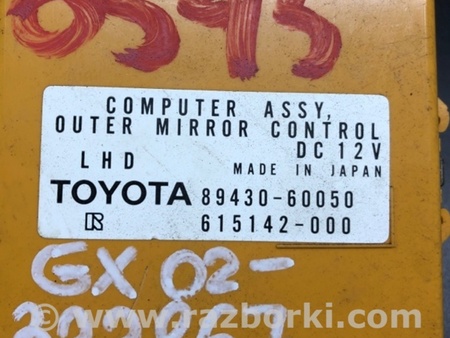 0545
COMPUTER ASSY,
OUTER MIRROR CONTROL
DC 12V
LHD
MADE IN JAPAN
TOYOTA 89430-60050
R 615142-000
GX 02-
www.razborki.com